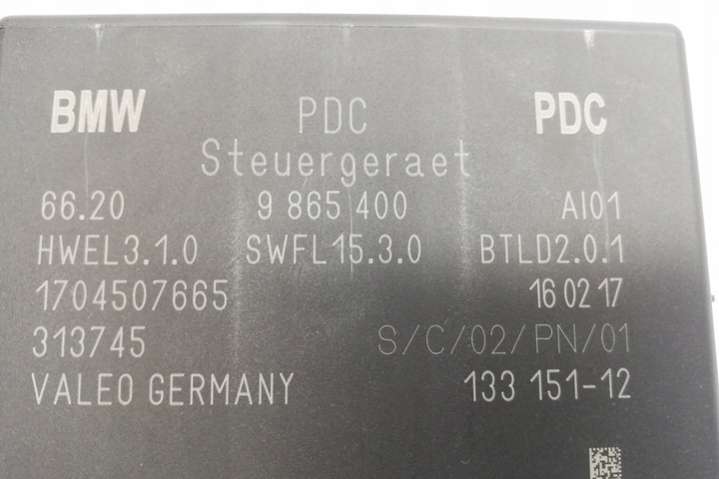 BMW PDC PDC
Steuergeraet
66.20 9 865 400 AI01
HWEL3.1.0 SWFL15.3.0 BTLD2.0.1
1704507665 16 02 17
313745 S/C/02/PN/01
VALEO GERMANY 133 151-12